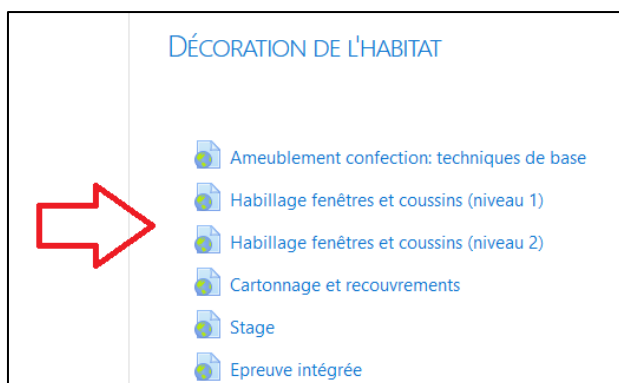 DÉCORATION DE L'HABITAT
Ameublement confection: techniques de base
Habillage fenêtres et coussins (niveau 1)
Habillage fenêtres et coussins (niveau 2)
Cartonnage et recouvrements
Stage
Epreuve intégrée